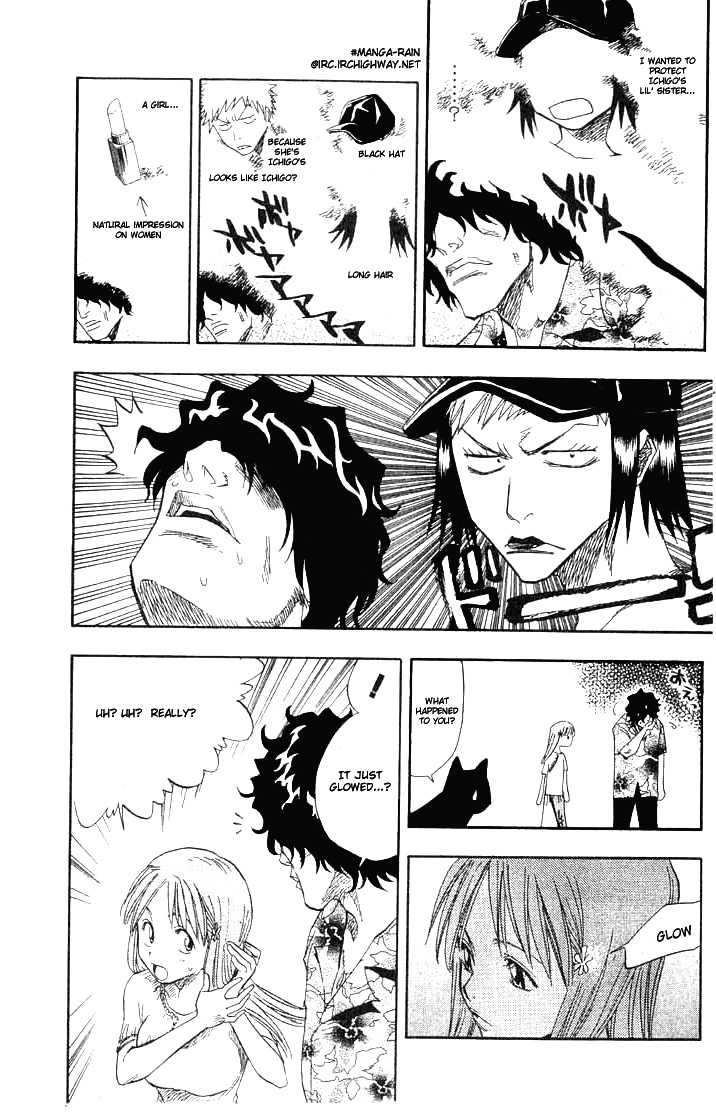 #MANGA-RAIN
@IRC.IRCHIGHWAY.NET
I WANTED TO
PROTECT
ICHIGO'S
LIL' SISTER...
...?
BLACK HAT
BECAUSE
SHE'S
ICHIGO'S
LOOKS LIKE ICHIGO?
LONG HAIR
A GIRL...
NATURAL IMPRESSION
ON WOMEN
WHAT
HAPPENED
TO YOU?
GLOW
!
IT JUST
GLOWED...?
UH? UH? REALLY?